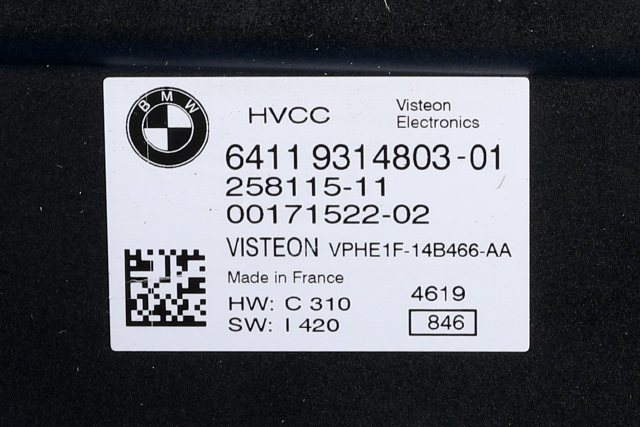 BMW
HVCC
Visteon
Electronics
6411 9314803-01
258115-11
00171522-02
VISTEON VPHE1F-14B466-AA
Made in France
HW: C 310
SW: I 420
4619
846